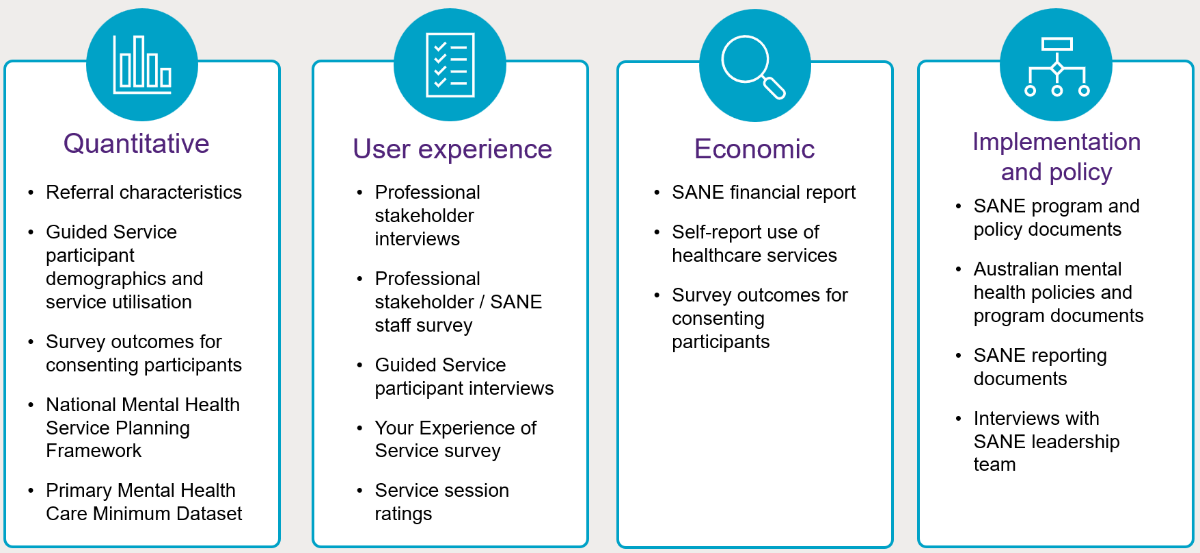 Quantitative
• Referral characteristics
• Guided Service
participant
demographics and
service utilisation
• Survey outcomes for
consenting participants
• National Mental Health
Service Planning
Framework
• Primary Mental Health
Care Minimum Dataset
User experience
• Professional
stakeholder
interviews
• Professional
stakeholder / SANE
staff survey
• Guided Service
participant interviews
• Your Experience of
Service survey
• Service session
ratings
Economic
• SANE financial report
• Self-report use of
healthcare services
• Survey outcomes for
consenting
participants
Implementation
and policy
• SANE program and
policy documents
• Australian mental
health policies and
program documents
• SANE reporting
documents
• Interviews with
SANE leadership
team